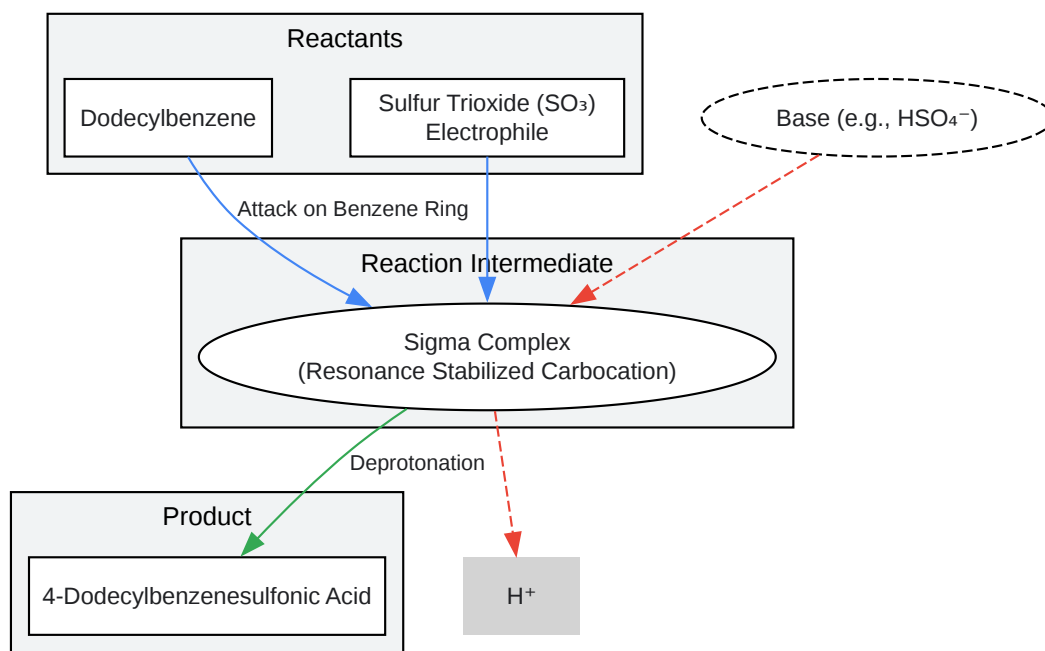 Reactants
Dodecylbenzene
Sulfur Trioxide (SO₃)
Electrophile
Base (e.g., HSO₄⁻)
Attack on Benzene Ring
Reaction Intermediate
Sigma Complex
(Resonance Stabilized Carbocation)
Deprotonation
Product
4-Dodecylbenzenesulfonic Acid
H⁺